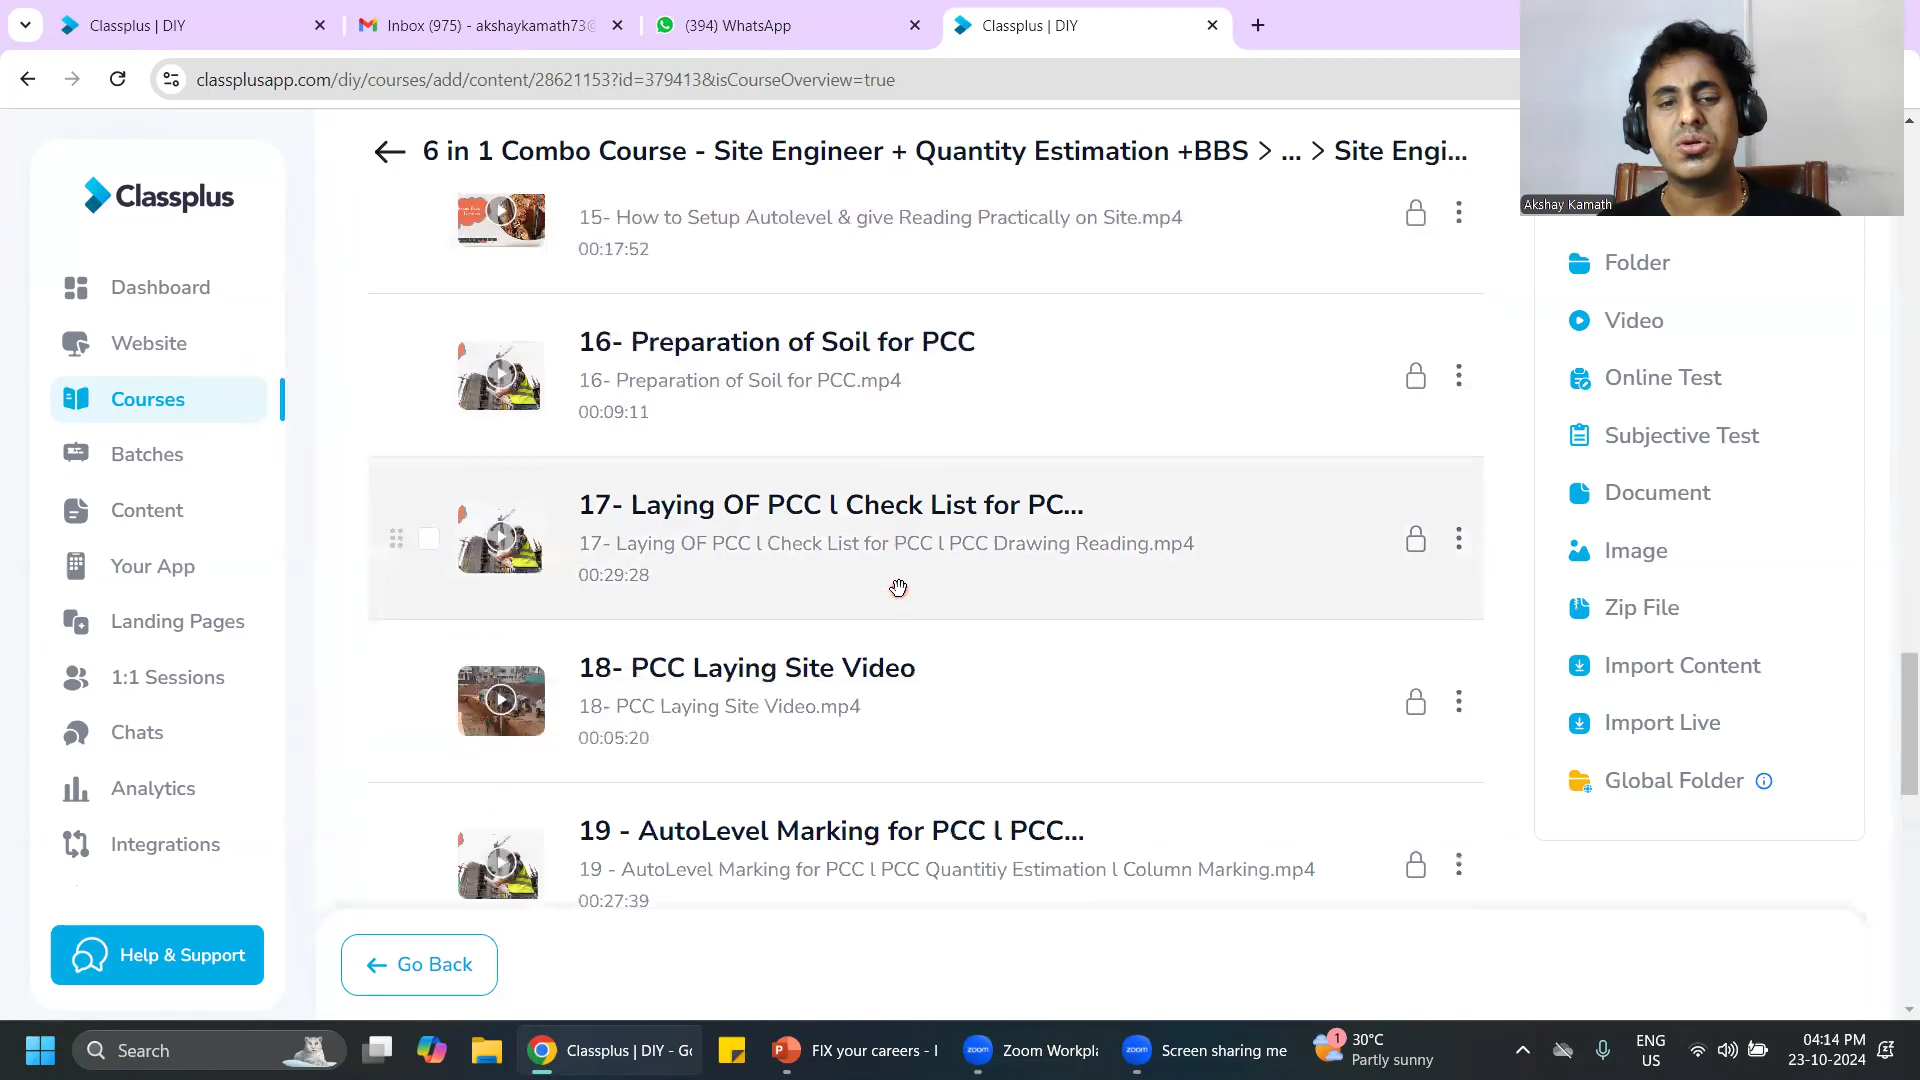 Classplus | DIY
Inbox (975) - akshaykamath73@
(394) WhatsApp
Classplus | DIY
classplusapp.com/diy/courses/add/content/28621153?id=379413&isCourseOverview=true
Akshay Kamath
Classplus
Dashboard
Website
Courses
Batches
Content
Your App
Landing Pages
1:1 Sessions
Chats
Analytics
Integrations
Help & Support
6 in 1 Combo Course - Site Engineer + Quantity Estimation +BBS > ... > Site Engi...
15- How to Setup Autolevel & give Reading Practically on Site.mp4
00:17:52
16- Preparation of Soil for PCC
16- Preparation of Soil for PCC.mp4
00:09:11
17- Laying OF PCC l Check List for PC...
17- Laying OF PCC l Check List for PCC l PCC Drawing Reading.mp4
00:29:28
18- PCC Laying Site Video
18- PCC Laying Site Video.mp4
00:05:20
19 - AutoLevel Marking for PCC l PCC...
19 - AutoLevel Marking for PCC l PCC Quantitiy Estimation l Column Marking.mp4
00:27:39
Go Back
Folder
Video
Online Test
Subjective Test
Document
Image
Zip File
Import Content
Import Live
Global Folder
Search
Classplus | DIY - Go
FIX your careers - I
zoom
Zoom Workpla
zoom
Screen sharing me
1
30°C
Partly sunny
ENG
US
04:14 PM
23-10-2024